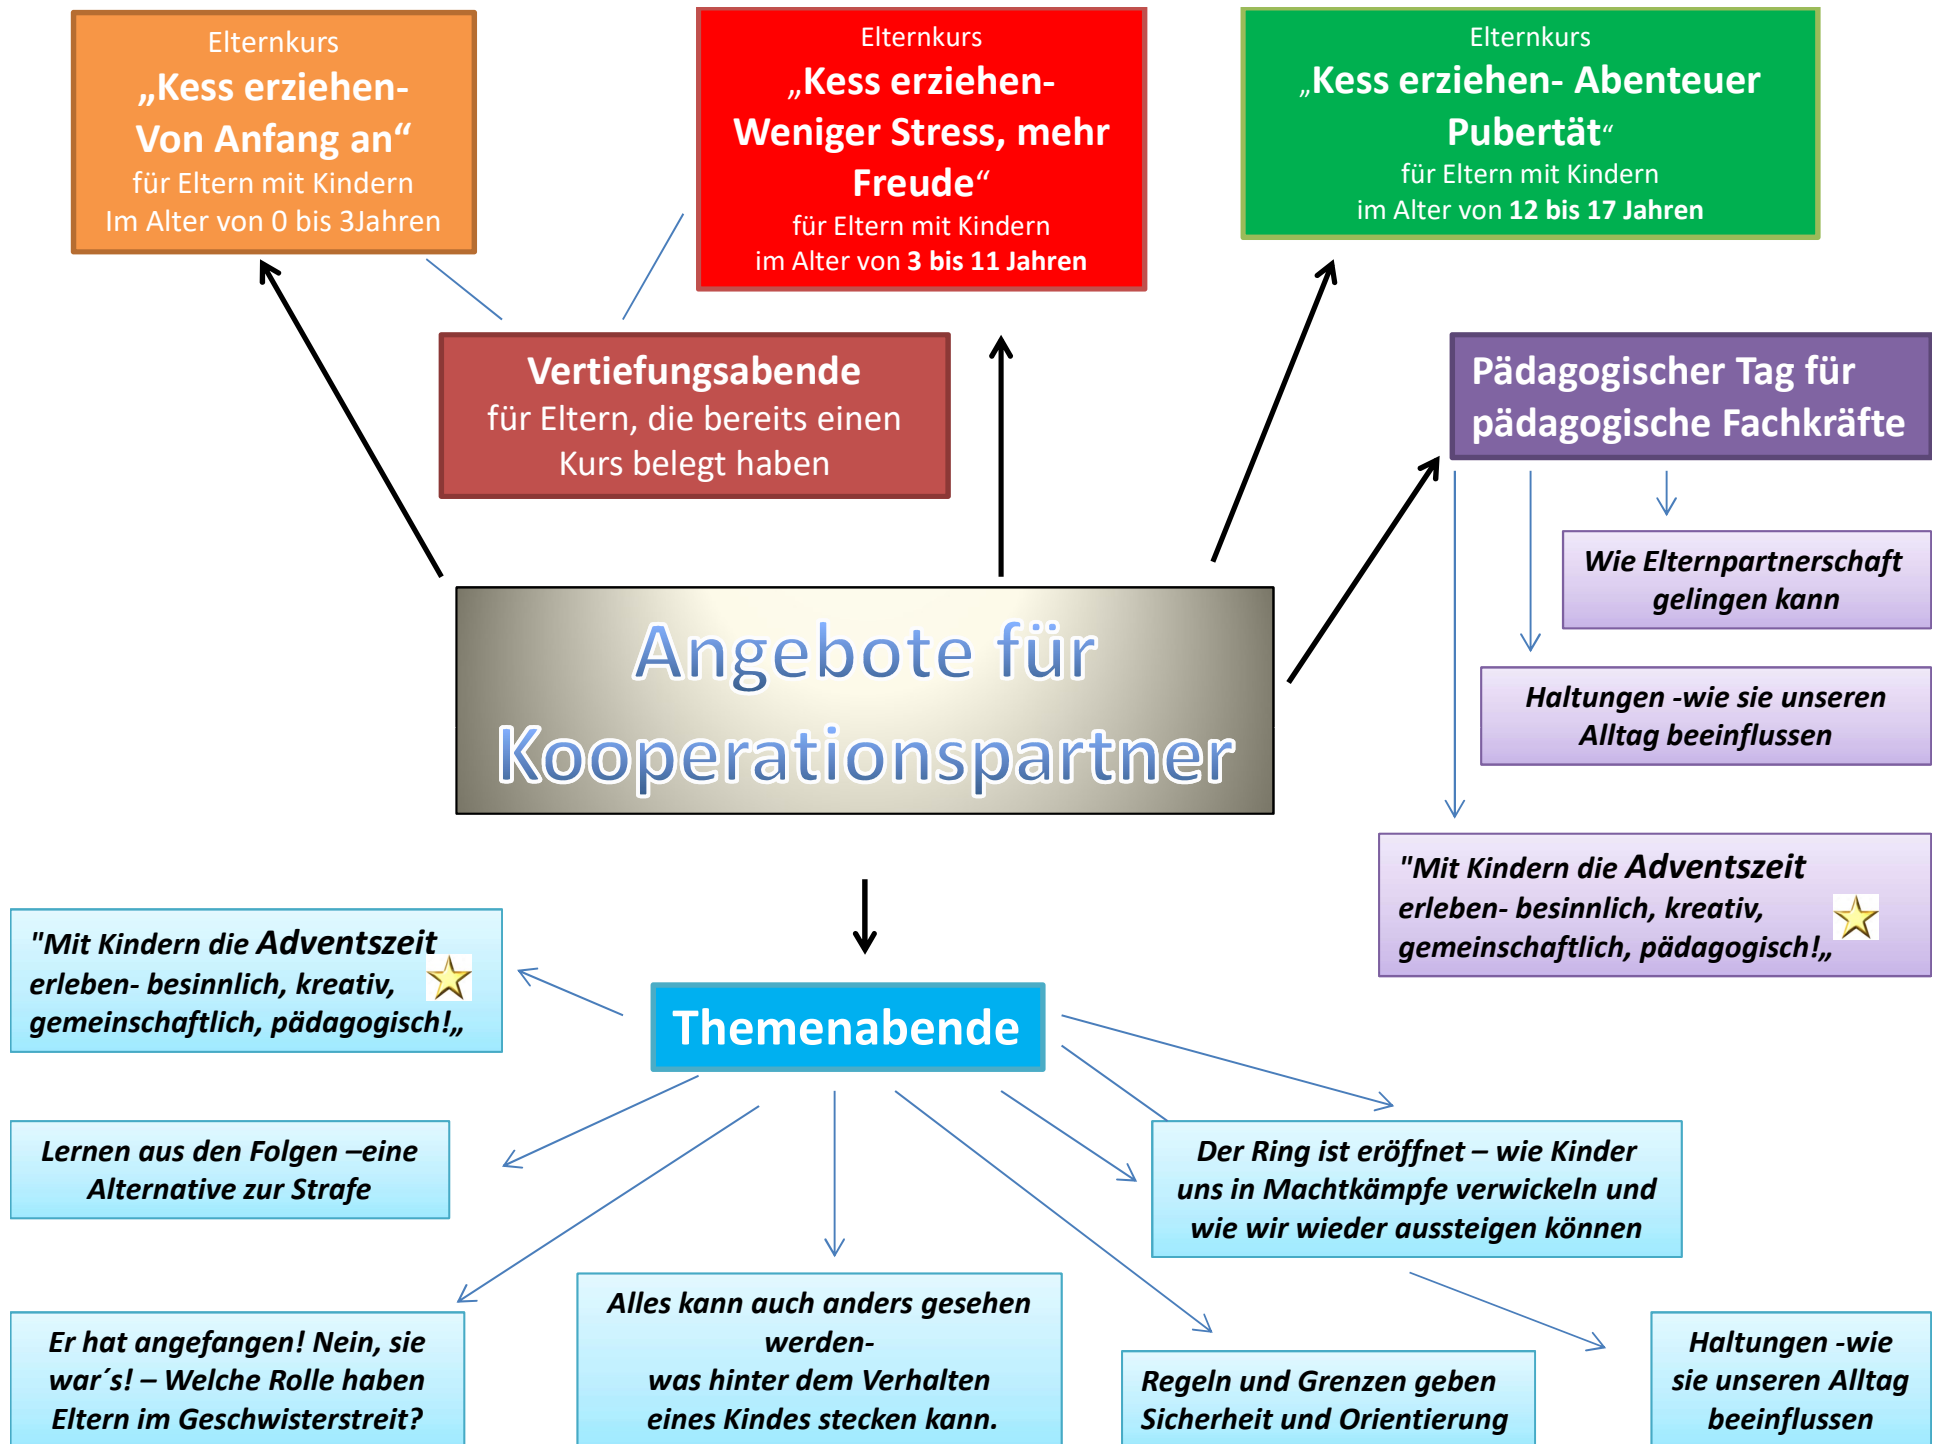 Elternkurs
„Kess erziehen-
Von Anfang an“
für Eltern mit Kindern
Im Alter von 0 bis 3Jahren
Elternkurs
„Kess erziehen-
Weniger Stress, mehr
Freude“
für Eltern mit Kindern
im Alter von 3 bis 11 Jahren
Elternkurs
„Kess erziehen- Abenteuer
Pubertät“
für Eltern mit Kindern
im Alter von 12 bis 17 Jahren
Vertiefungsabende
für Eltern, die bereits einen
Kurs belegt haben
Pädagogischer Tag für
pädagogische Fachkräfte
Wie Elternpartnerschaft
gelingen kann
Haltungen -wie sie unseren
Alltag beeinflussen
"Mit Kindern die Adventszeit
erleben- besinnlich, kreativ,
gemeinschaftlich, pädagogisch!„
Angebote für
Kooperationspartner
"Mit Kindern die Adventszeit
erleben- besinnlich, kreativ,
gemeinschaftlich, pädagogisch!„
Themenabende
Lernen aus den Folgen –eine
Alternative zur Strafe
Der Ring ist eröffnet – wie Kinder
uns in Machtkämpfe verwickeln und
wie wir wieder aussteigen können
Er hat angefangen! Nein, sie
war´s! – Welche Rolle haben
Eltern im Geschwisterstreit?
Alles kann auch anders gesehen
werden-
was hinter dem Verhalten
eines Kindes stecken kann.
Regeln und Grenzen geben
Sicherheit und Orientierung
Haltungen -wie
sie unseren Alltag
beeinflussen